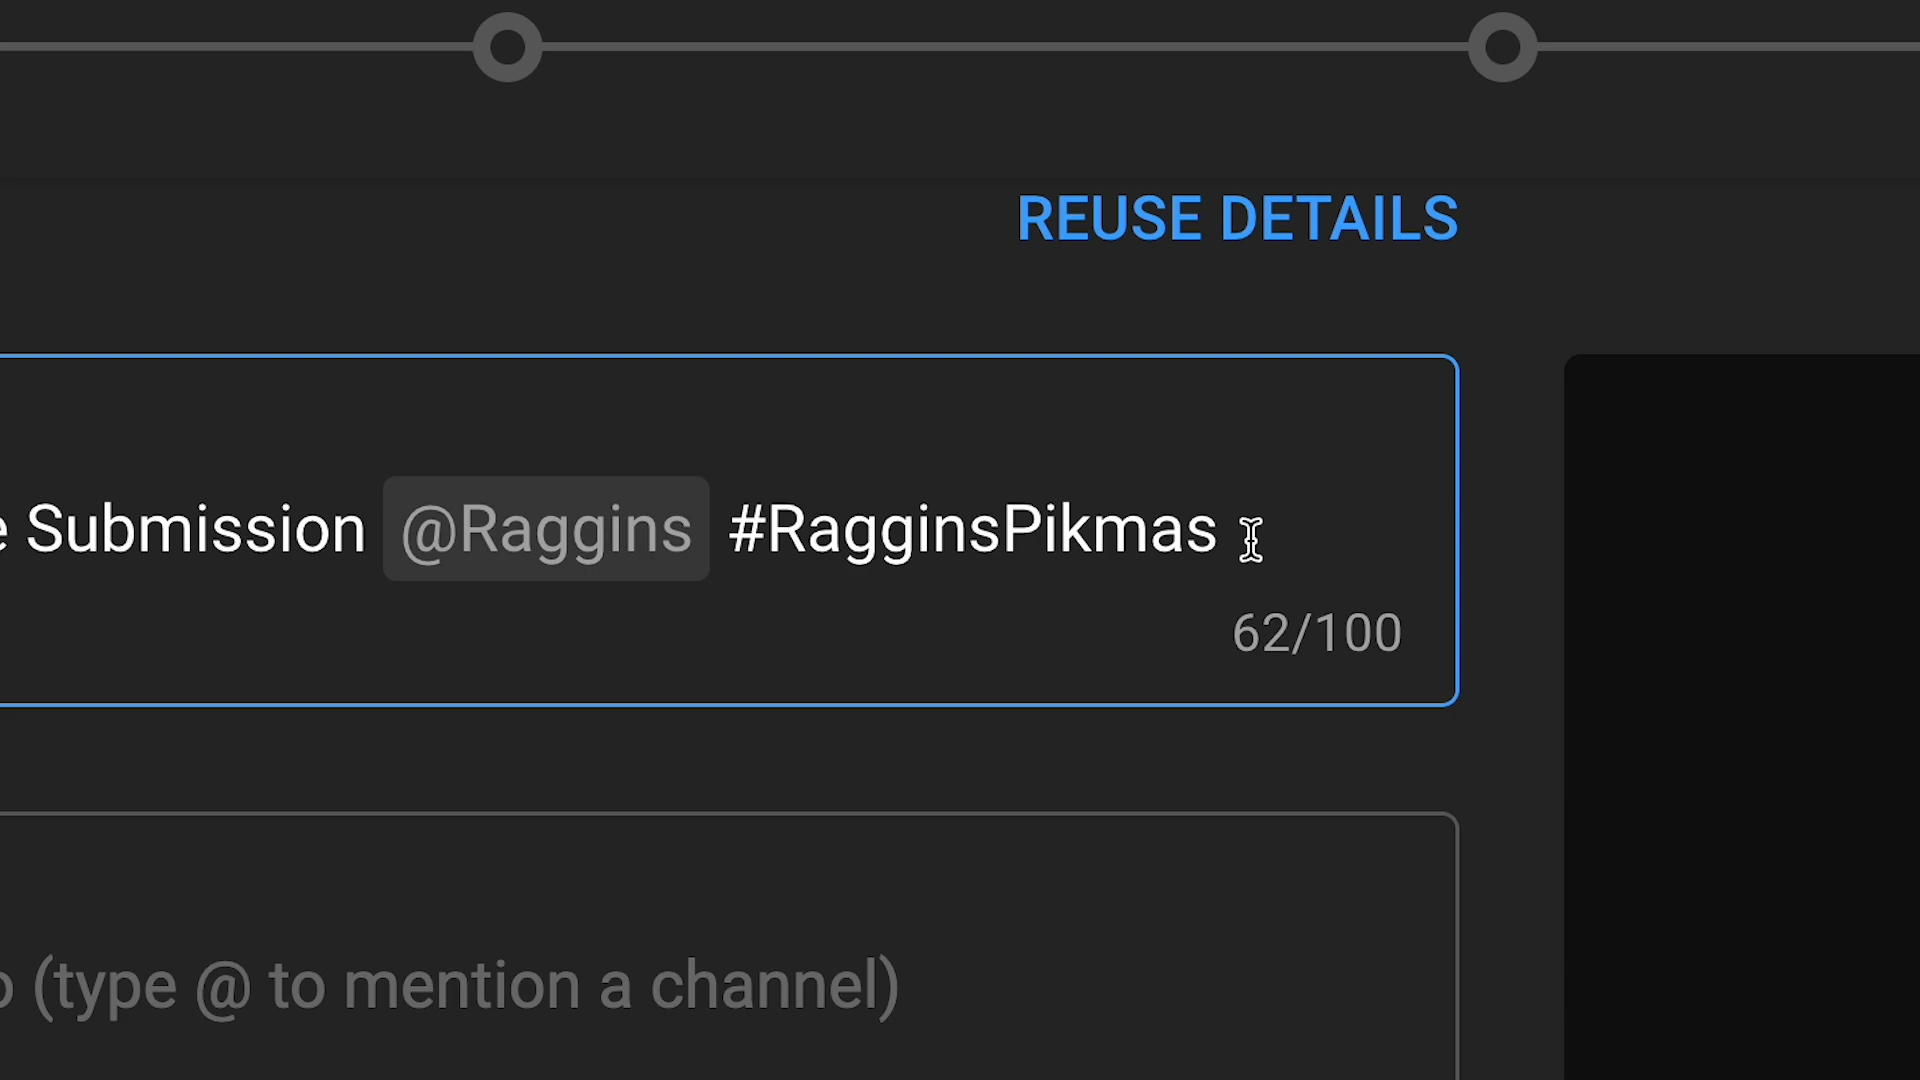 REUSE DETAILS
e Submission @Raggins #RagginsPikmas
62/100
o (type @ to mention a channel)